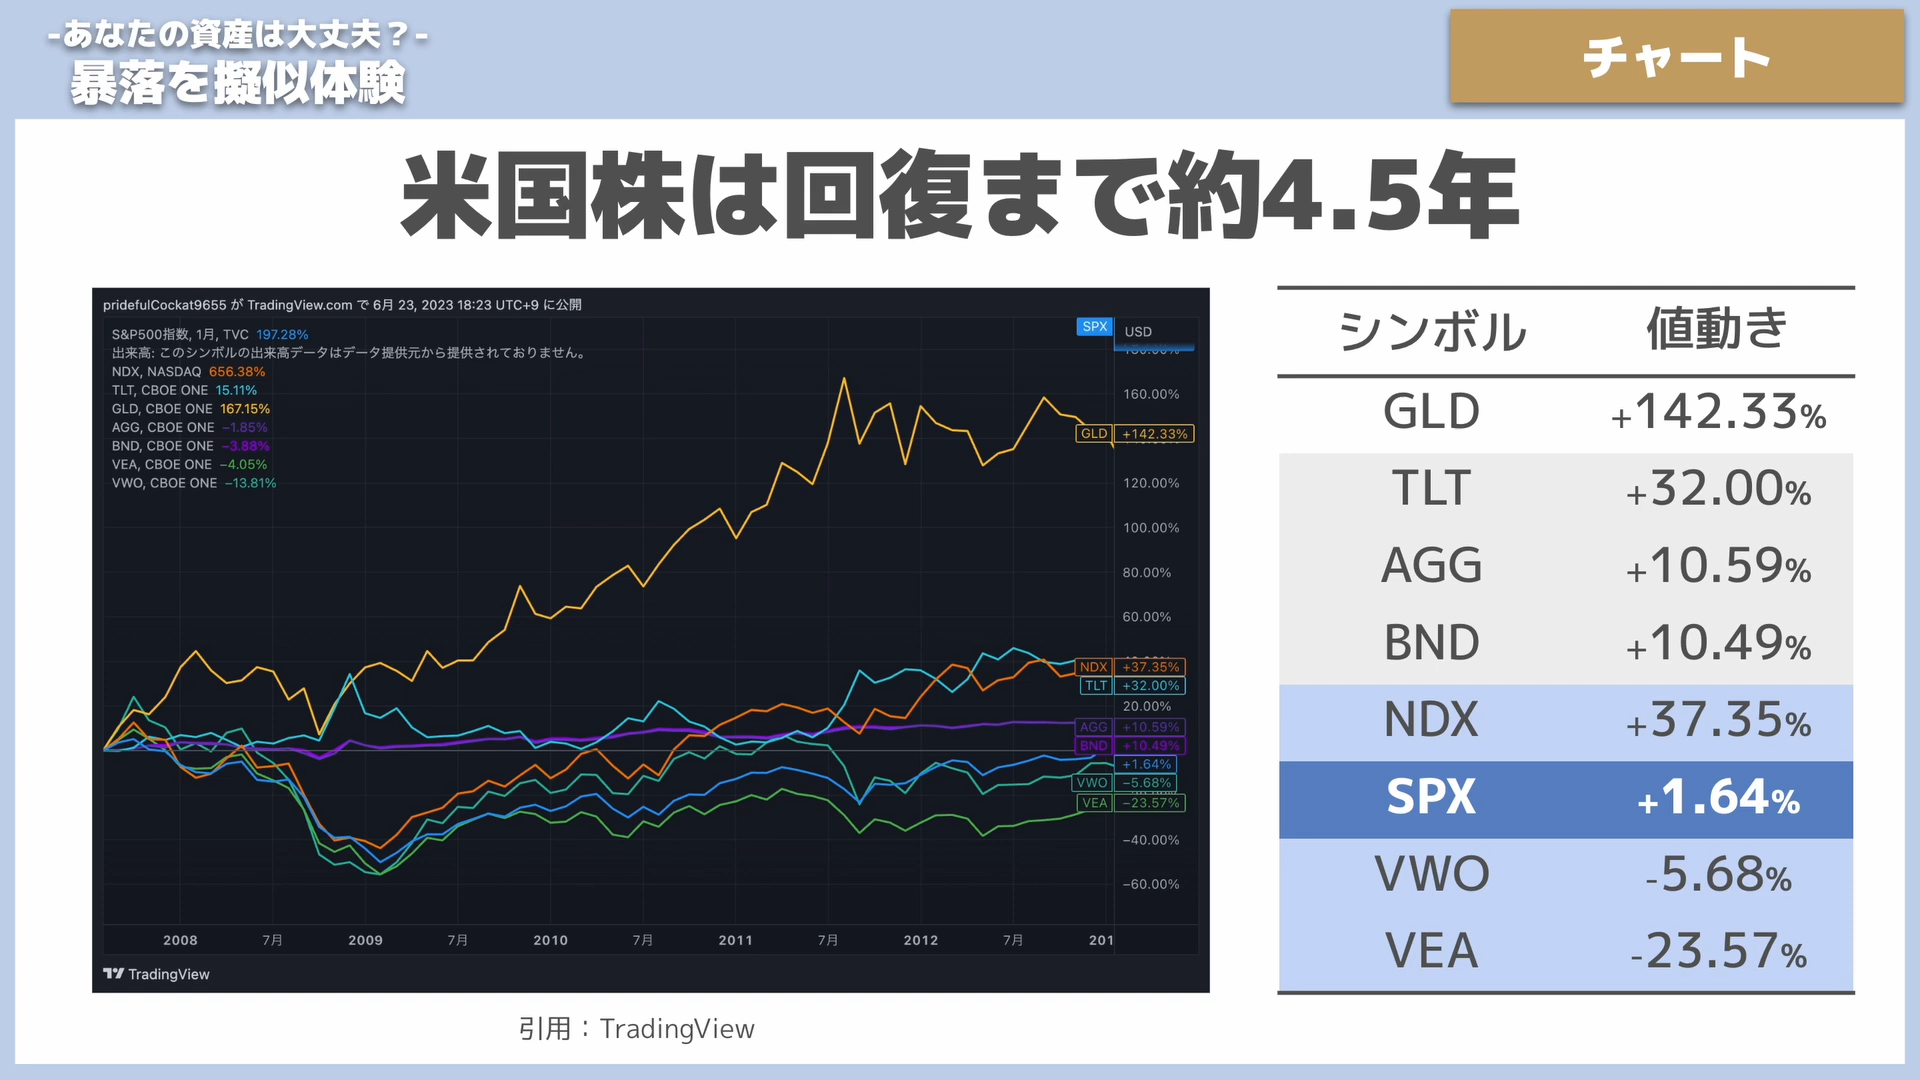 -あなたの資産は大丈夫？-
暴落を擬似体験
チャート
米国株は回復まで約4.5年
pridefulCockat9655 が TradingView.com で 6月 23, 2023 18:23 UTC+9 に公開
S&P500指数, 1月, TVC 197.28%
出来高: このシンボルの出来高データはデータ提供元から提供されておりません。
NDX, NASDAQ 656.38%
TLT, CBOE ONE 15.11%
GLD, CBOE ONE 167.15%
AGG, CBOE ONE −1.85%
BND, CBOE ONE −3.88%
VEA, CBOE ONE −4.05%
VWO, CBOE ONE −13.81%
SPX
USD
160.00%
GLD +142.33%
120.00%
100.00%
80.00%
60.00%
NDX +37.35%
TLT +32.00%
20.00%
AGG +10.59%
BND +10.49%
+1.64%
VWO −5.68%
VEA −23.57%
−40.00%
−60.00%
2008 7月 2009 7月 2010 7月 2011 7月 2012 7月 201
TradingView
引用：TradingView
シンボル 値動き
GLD +142.33%
TLT +32.00%
AGG +10.59%
BND +10.49%
NDX +37.35%
SPX +1.64%
VWO -5.68%
VEA -23.57%